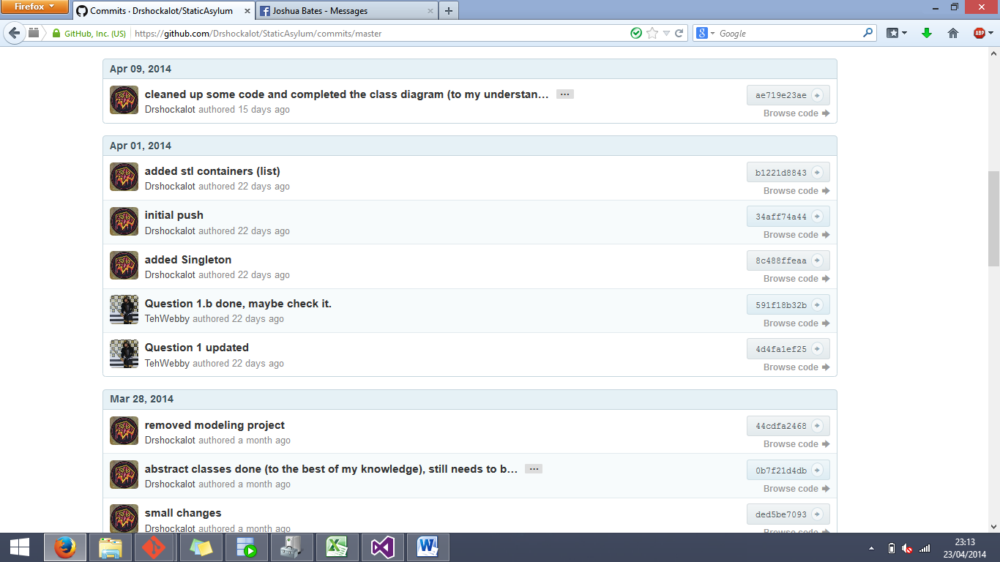 Firefox
Commits · Drshockalot/StaticAsylum
Joshua Bates - Messages
GitHub, Inc. (US)
https://github.com/Drshockalot/StaticAsylum/commits/master
Google
ABP
Apr 09, 2014
cleaned up some code and completed the class diagram (to my understan… …
ae719e23ae
Drshockalot authored 15 days ago
Browse code
Apr 01, 2014
added stl containers (list)
b1221d8843
Drshockalot authored 22 days ago
Browse code
initial push
34aff74a44
Drshockalot authored 22 days ago
Browse code
added Singleton
8c488ffeaa
Drshockalot authored 22 days ago
Browse code
Question 1.b done, maybe check it.
591f18b32b
TehWebby authored 22 days ago
Browse code
Question 1 updated
4d4fa1ef25
TehWebby authored 22 days ago
Browse code
Mar 28, 2014
removed modeling project
44cdfa2468
Drshockalot authored a month ago
Browse code
abstract classes done (to the best of my knowledge), still needs to b… …
0b7f21d4db
Drshockalot authored a month ago
Browse code
small changes
ded5be7093
Drshockalot authored a month ago
Browse code
23:13
23/04/2014